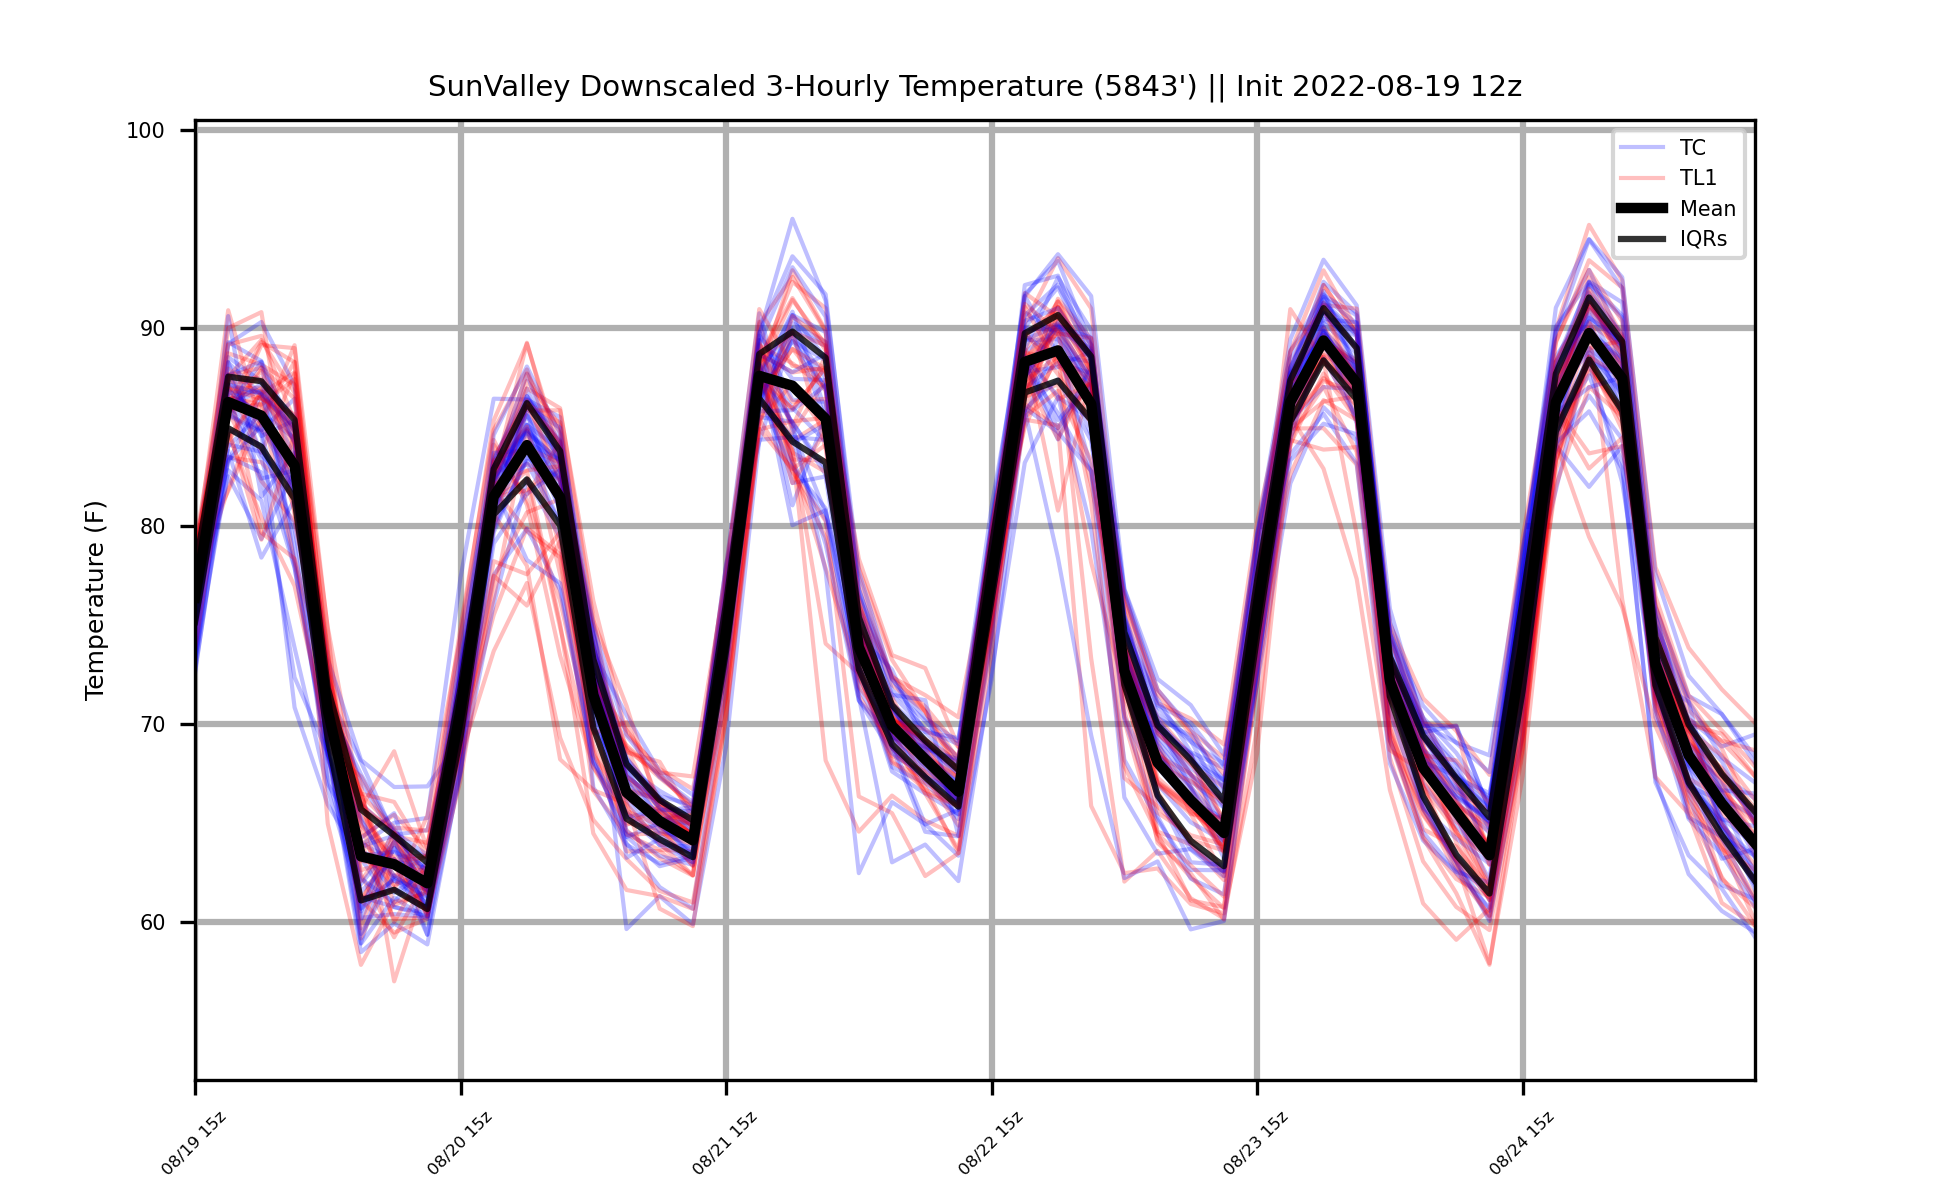 SunValley Downscaled 3-Hourly Temperature (5843') || Init 2022-08-19 12z
TC
TL1
Mean
IQRs
Temperature (F)
100
90
80
70
60
08/19 15z
08/20 15z
08/21 15z
08/22 15z
08/23 15z
08/24 15z